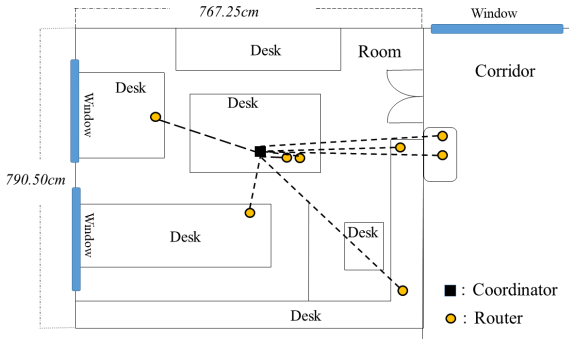 767.25cm
Window
Desk
Room
Corridor
Desk
Desk
Window
790.50cm
Window
Desk
Desk
: Coordinator
Desk
: Router